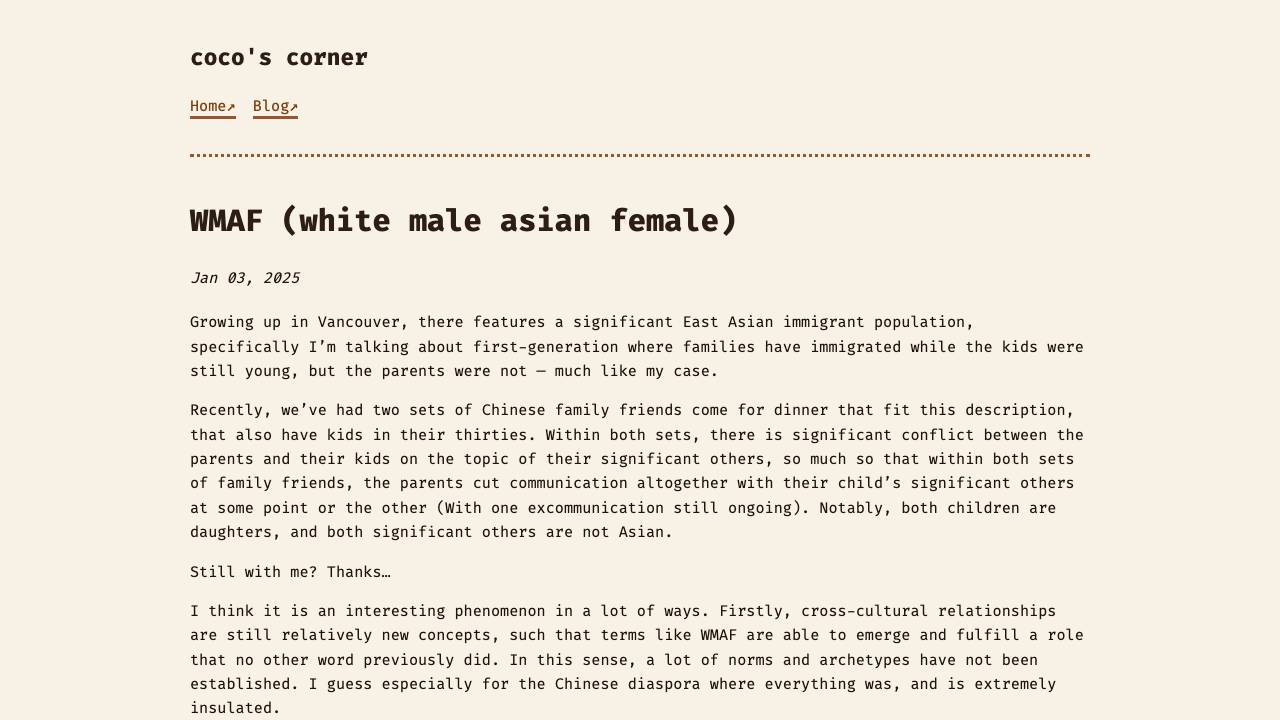 coco's corner
Home↗ Blog↗
WMAF (white male asian female)
Jan 03, 2025
Growing up in Vancouver, there features a significant East Asian immigrant population,
specifically I’m talking about first-generation where families have immigrated while the kids were
still young, but the parents were not — much like my case.
Recently, we’ve had two sets of Chinese family friends come for dinner that fit this description,
that also have kids in their thirties. Within both sets, there is significant conflict between the
parents and their kids on the topic of their significant others, so much so that within both sets
of family friends, the parents cut communication altogether with their child’s significant others
at some point or the other (With one excommunication still ongoing). Notably, both children are
daughters, and both significant others are not Asian.
Still with me? Thanks…
I think it is an interesting phenomenon in a lot of ways. Firstly, cross-cultural relationships
are still relatively new concepts, such that terms like WMAF are able to emerge and fulfill a role
that no other word previously did. In this sense, a lot of norms and archetypes have not been
established. I guess especially for the Chinese diaspora where everything was, and is extremely
insulated.